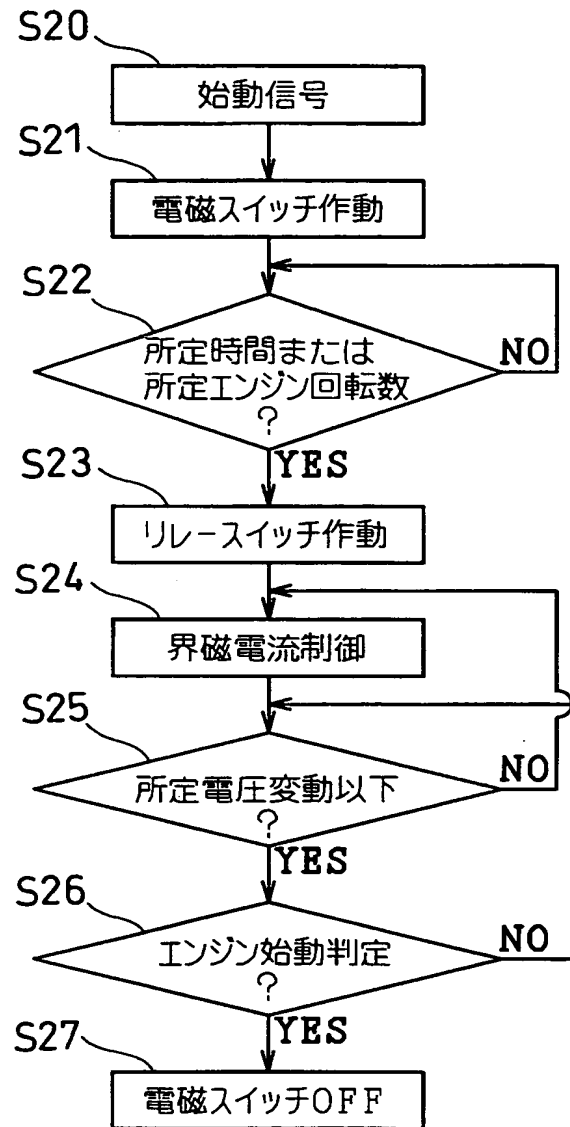 S20
始動信号
S21
電磁スイッチ作動
S22
所定時間または
所定エンジン回転数
?
NO
YES
S23
リレースイッチ作動
S24
界磁電流制御
S25
所定電圧変動以下
?
NO
YES
S26
エンジン始動判定
?
NO
YES
S27
電磁スイッチOFF